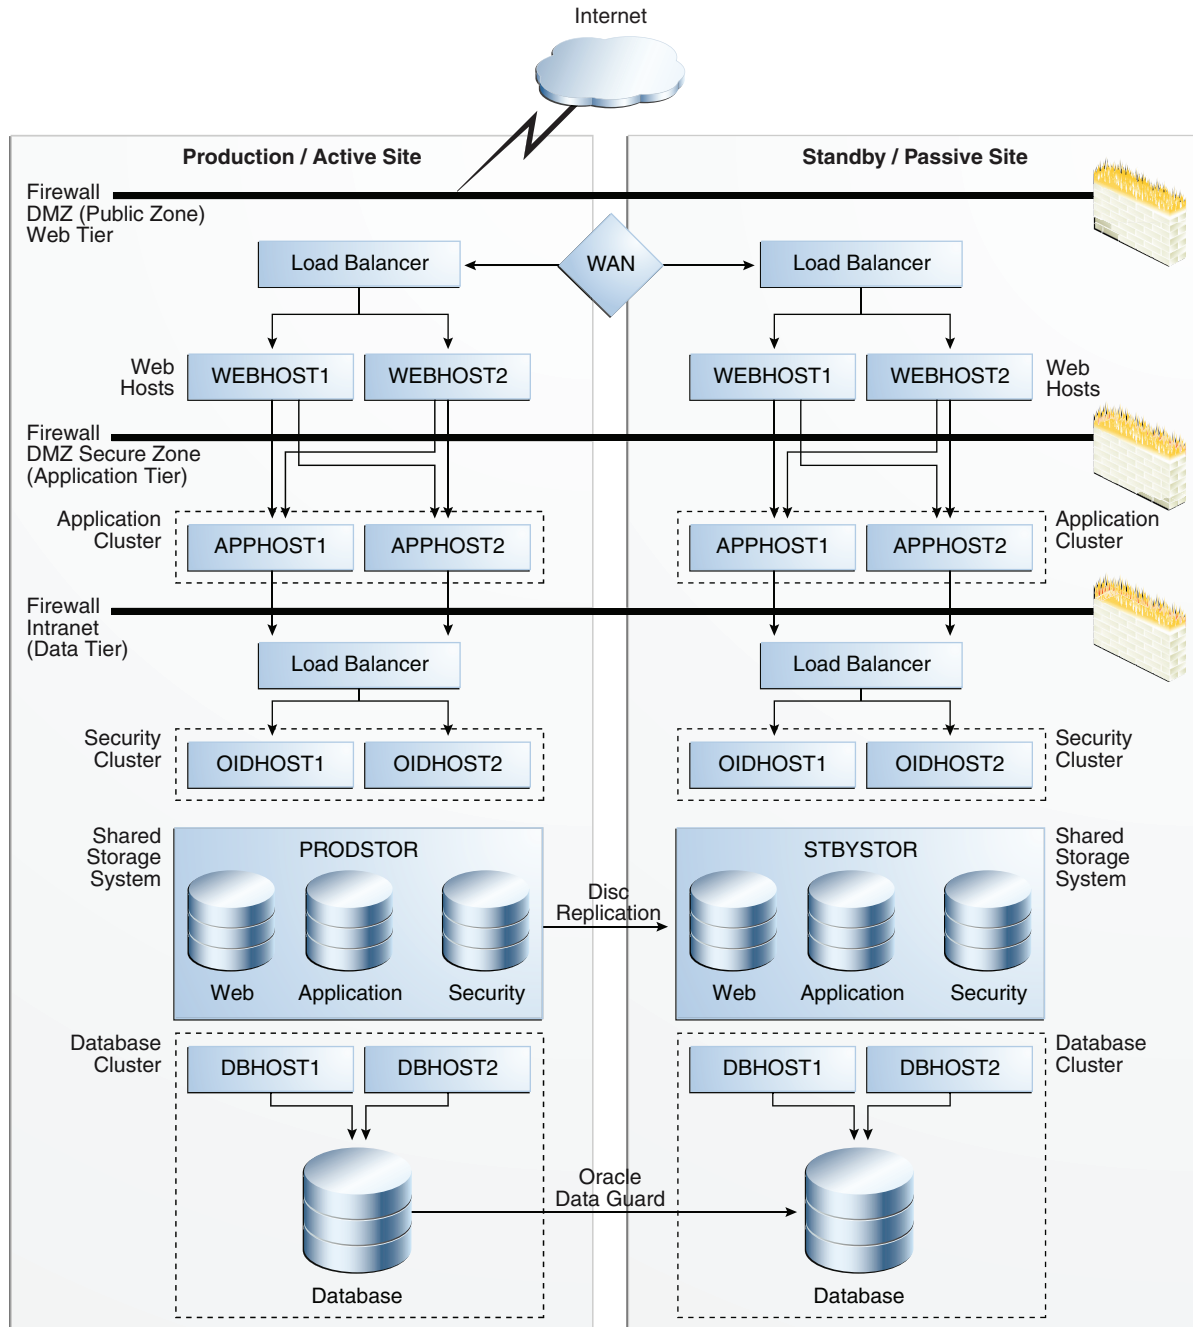 Internet
Production / Active Site
Standby / Passive Site
Firewall
DMZ (Public Zone)
Web Tier
Load Balancer
WAN
Load Balancer
Web
Hosts
WEBHOST1
WEBHOST2
WEBHOST1
WEBHOST2
Web
Hosts
Firewall
DMZ Secure Zone
(Application Tier)
Application
Cluster
APPHOST1
APPHOST2
APPHOST1
APPHOST2
Application
Cluster
Firewall
Intranet
(Data Tier)
Load Balancer
Load Balancer
Security
Cluster
OIDHOST1
OIDHOST2
OIDHOST1
OIDHOST2
Security
Cluster
Shared
Storage
System
PRODSTOR
Web
Application
Security
Disc
Replication
STBYSTOR
Web
Application
Security
Shared
Storage
System
Database
Cluster
DBHOST1
DBHOST2
DBHOST1
DBHOST2
Database
Cluster
Oracle
Data Guard
Database
Database